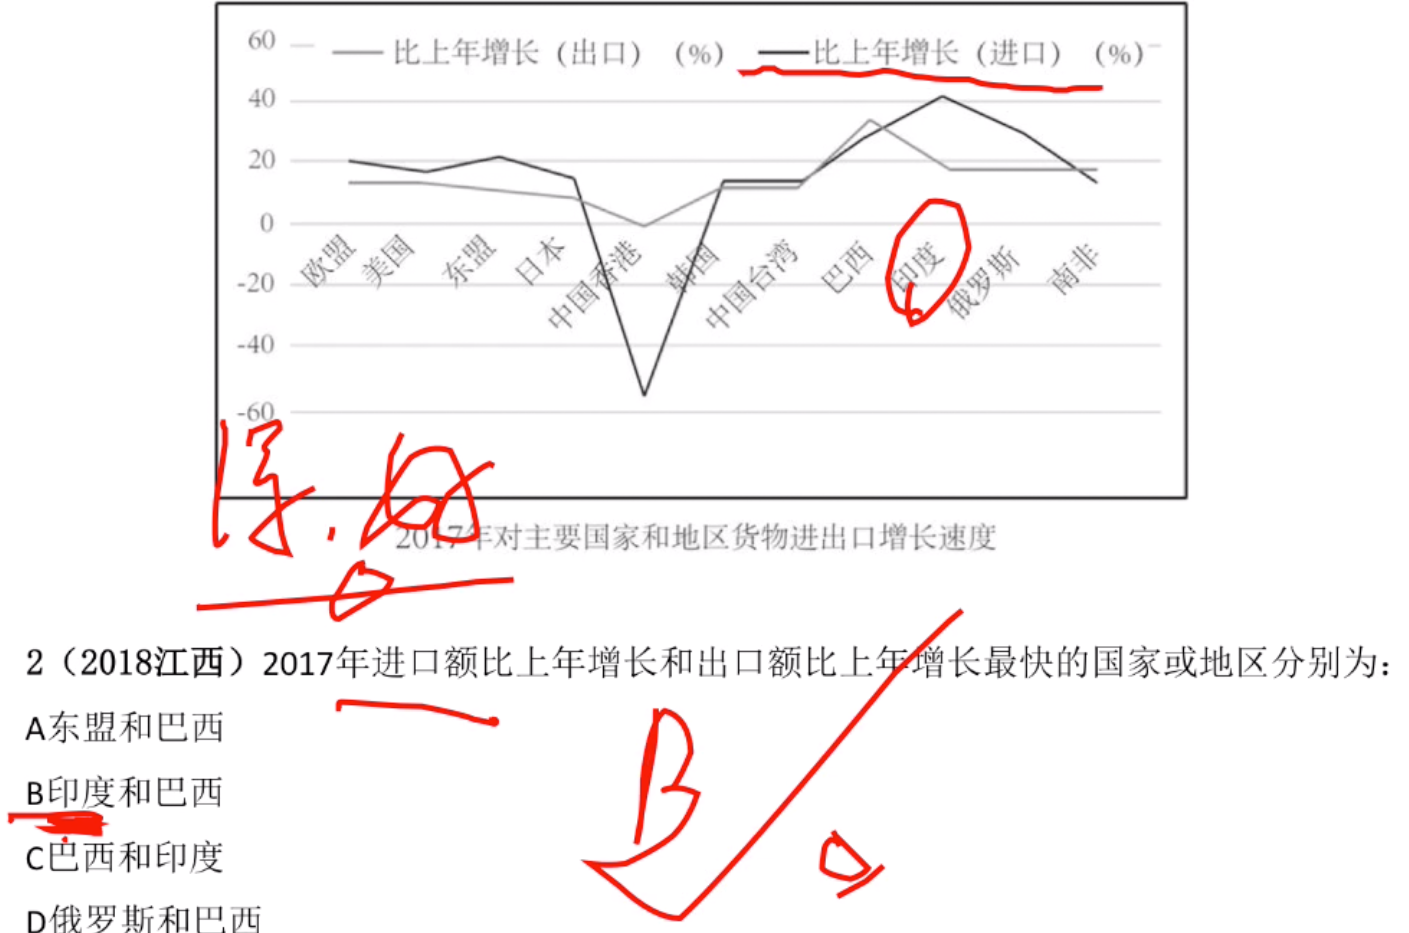 60 比上年增长（出口）（%） 比上年增长（进口）（%）
40
20
0
欧盟 美国 东盟 日本 中国香港 韩国 中国台湾 巴西 印度 俄罗斯 南非
-20
-40
-60
2017年对主要国家和地区货物进出口增长速度
2（2018江西）2017年进口额比上年增长和出口额比上年增长最快的国家或地区分别为：
A东盟和巴西
B印度和巴西
B
C巴西和印度
D俄罗斯和巴西